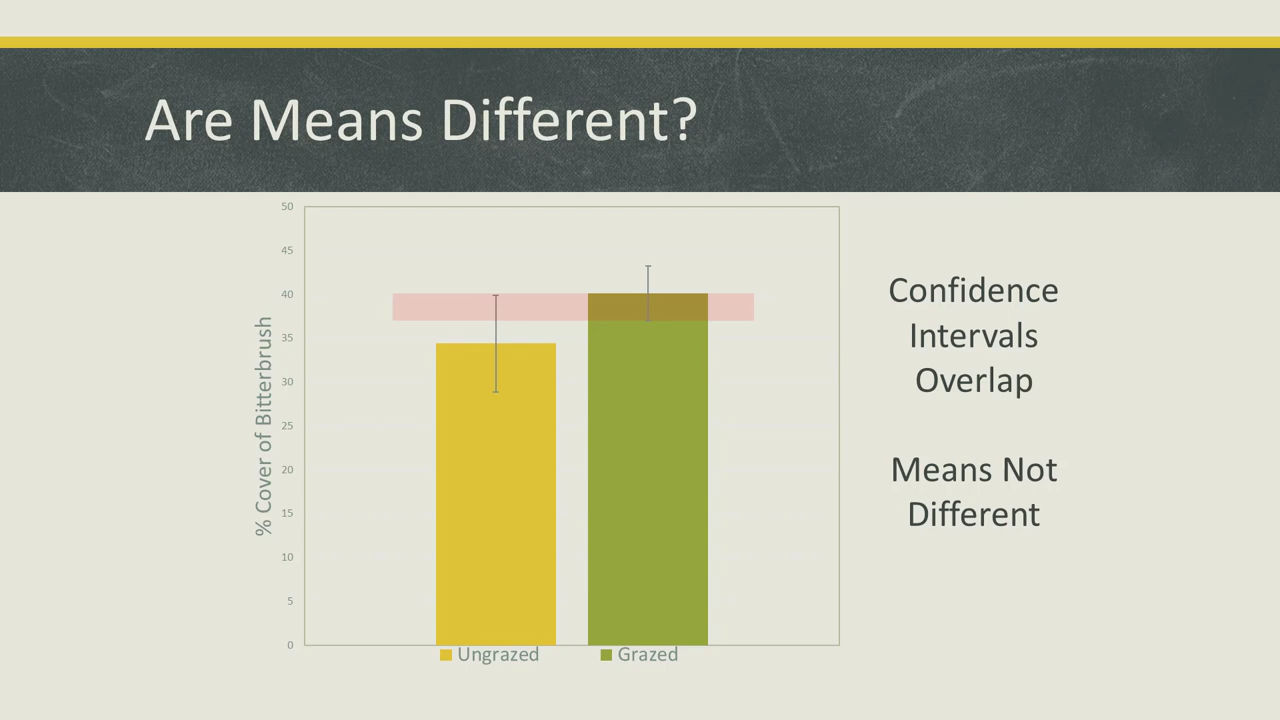 Are Means Different?
50
45
40
35
30
25
20
15
10
5
0
% Cover of Bitterbrush
Ungrazed
Grazed
Confidence
Intervals
Overlap
Means Not
Different